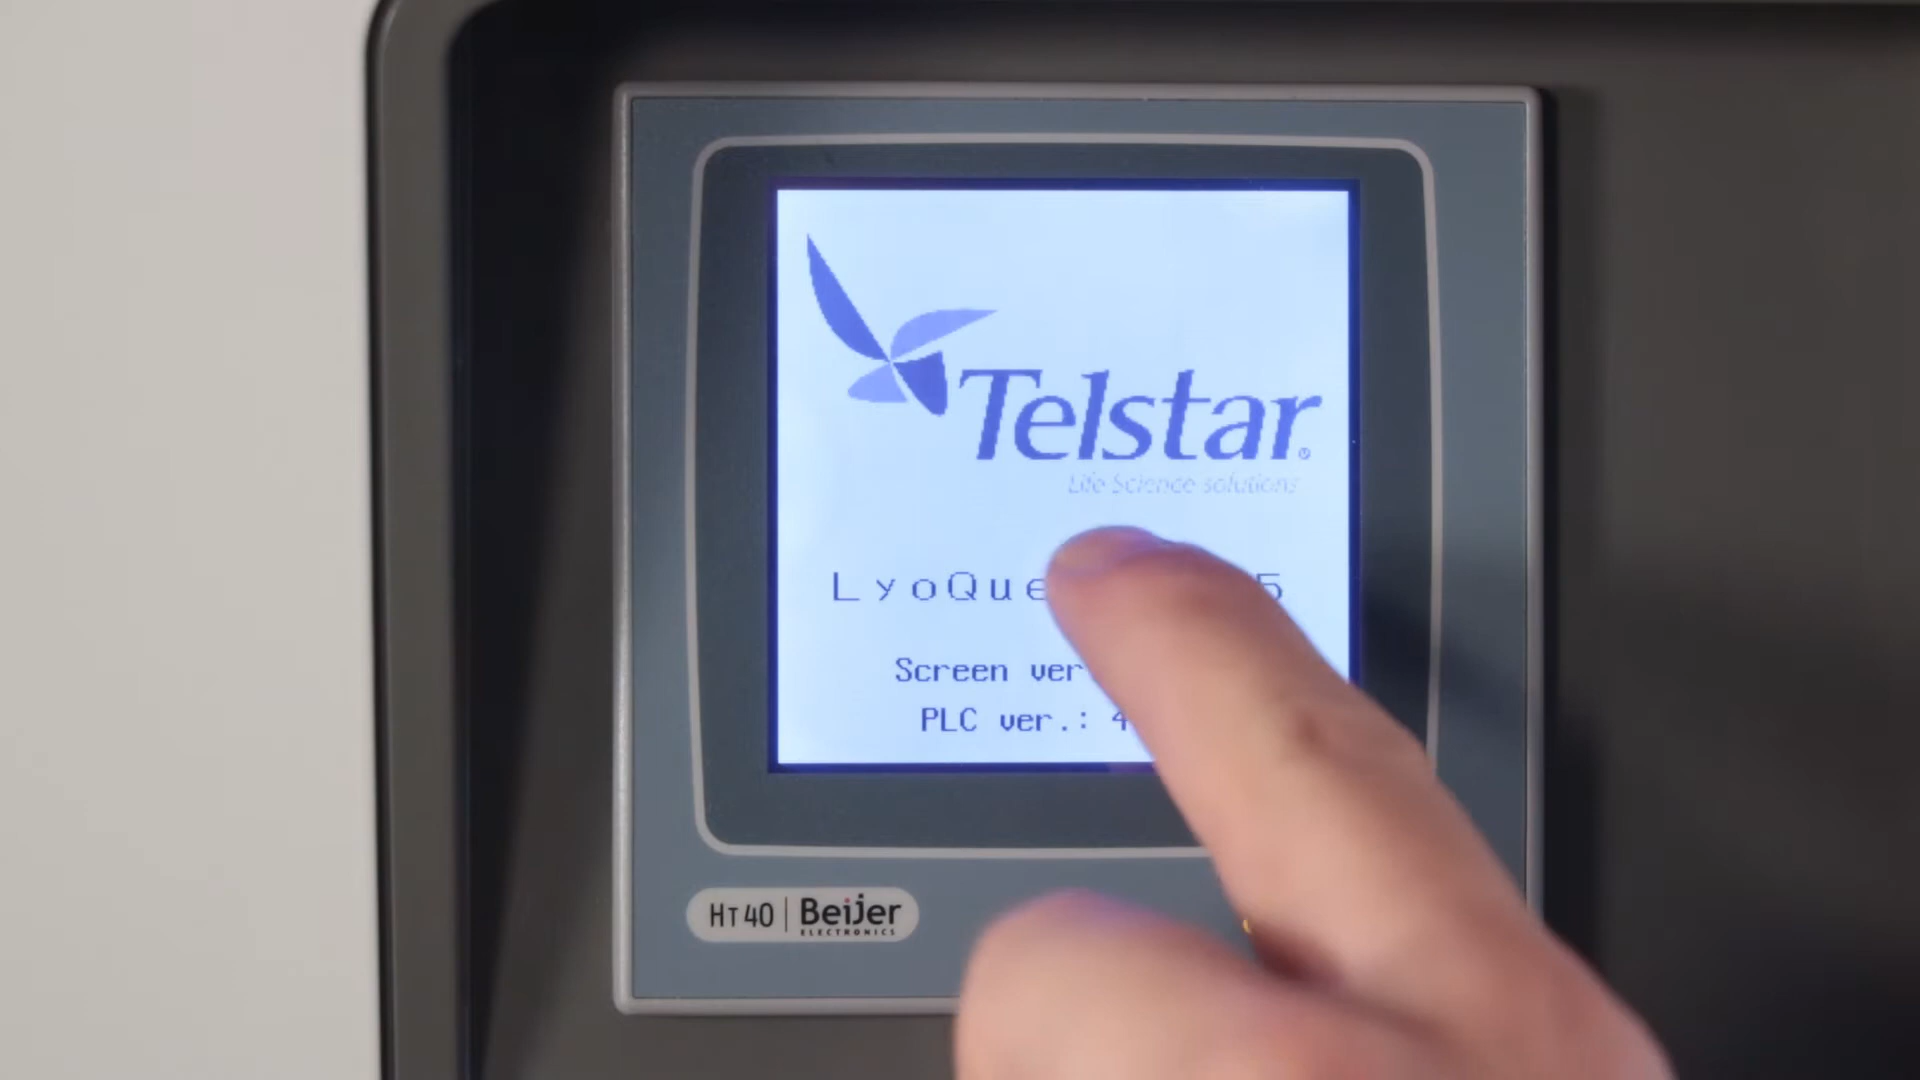 Telstar®
Life Science solutions
LyoQue 5
Screen ver
PLC ver.: 4
HT40 | Beijer
ELECTRONICS